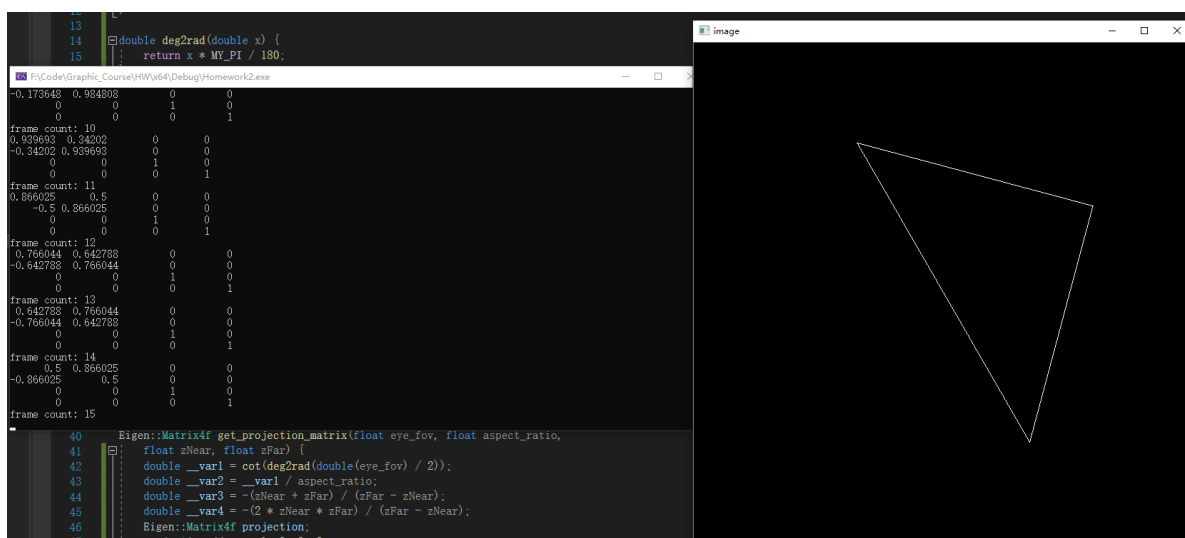 13
14 double deg2rad(double x) {
15 return x * MY_PI / 180;
F:\Code\Graphic_Course\HW\x64\Debug\Homework2.exe
-0.173648 0.984808 0 0
0 0 1 0
0 0 0 1
frame count: 10
0.939693 0.34202 0 0
-0.34202 0.939693 0 0
0 0 1 0
0 0 0 1
frame count: 11
0.866025 0.5 0 0
-0.5 0.866025 0 0
0 0 1 0
0 0 0 1
frame count: 12
0.766044 0.642788 0 0
-0.642788 0.766044 0 0
0 0 1 0
0 0 0 1
frame count: 13
0.642788 0.766044 0 0
-0.766044 0.642788 0 0
0 0 1 0
0 0 0 1
frame count: 14
0.5 0.866025 0 0
-0.866025 0.5 0 0
0 0 1 0
0 0 0 1
frame count: 15
40 Eigen::Matrix4f get_projection_matrix(float eye_fov, float aspect_ratio,
41 float zNear, float zFar) {
42 double __var1 = cot(deg2rad(double(eye_fov) / 2));
43 double __var2 = __var1 / aspect_ratio;
44 double __var3 = -(zNear + zFar) / (zFar - zNear);
45 double __var4 = -(2 * zNear * zFar) / (zFar - zNear);
46 Eigen::Matrix4f projection;
image